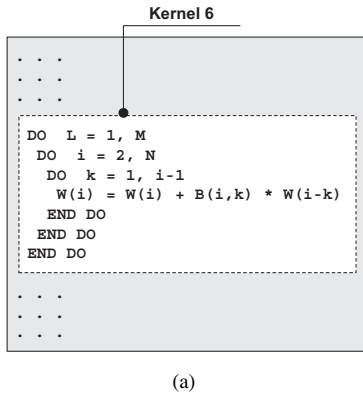 Kernel 6
. . .
. . .
. . .
DO L = 1, M
DO i = 2, N
DO k = 1, i-1
W(i) = W(i) + B(i,k) * W(i-k)
END DO
END DO
END DO
. . .
. . .
. . .
(a)